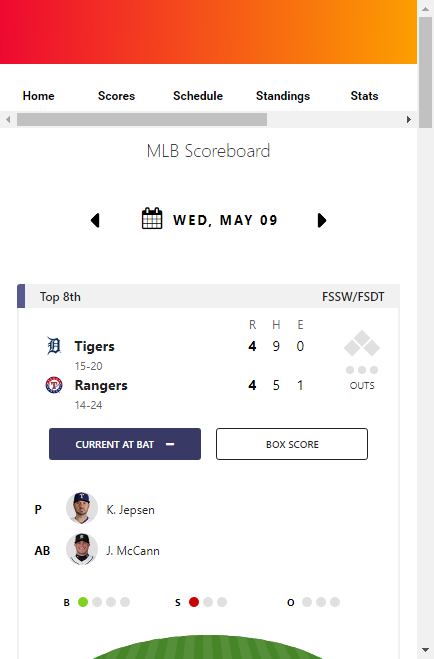 Home Scores Schedule Standings Stats
MLB Scoreboard
WED, MAY 09
Top 8th FSSW/FSDT
R H E
Tigers 4 9 0
15-20
Rangers 4 5 1
14-24
OUTS
CURRENT AT BAT − BOX SCORE
P K. Jepsen
AB J. McCann
B S O